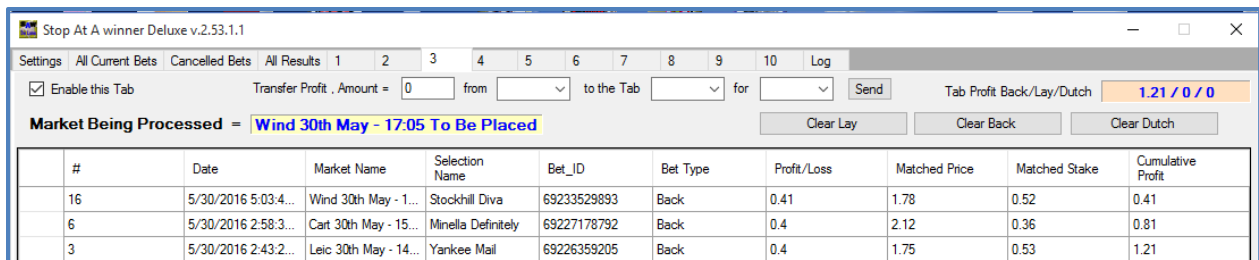 Stop At A winner Deluxe v.2.53.1.1
Settings All Current Bets Cancelled Bets All Results 1 2 3 4 5 6 7 8 9 10 Log
Enable this Tab Transfer Profit , Amount = 0 from to the Tab for Send Tab Profit Back/Lay/Dutch 1.21 / 0 / 0
Market Being Processed = Wind 30th May - 17:05 To Be Placed Clear Lay Clear Back Clear Dutch
# Date Market Name Selection Name Bet_ID Bet Type Profit/Loss Matched Price Matched Stake Cumulative Profit
16 5/30/2016 5:03:4... Wind 30th May - 1... Stockhill Diva 69233529893 Back 0.41 1.78 0.52 0.41
6 5/30/2016 2:58:3... Cart 30th May - 15... Minella Definitely 69227178792 Back 0.4 2.12 0.36 0.81
3 5/30/2016 2:43:2... Leic 30th May - 14... Yankee Mail 69226359205 Back 0.4 1.75 0.53 1.21